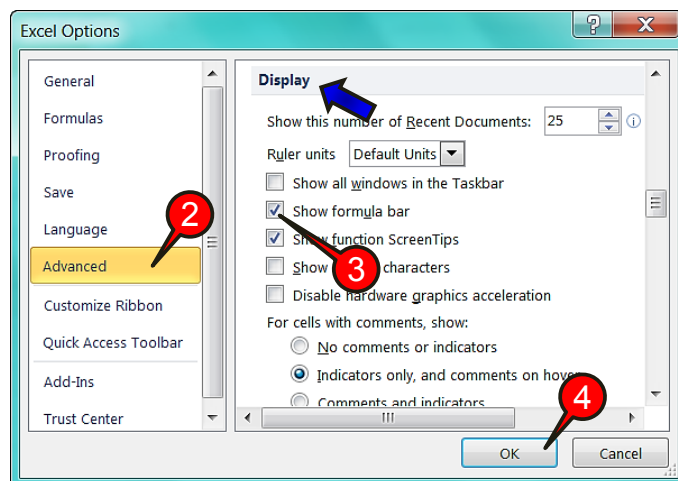 Excel Options
?
X
General
Formulas
Proofing
Save
Language
Advanced
Customize Ribbon
Quick Access Toolbar
Add-Ins
Trust Center
2
Display
Show this number of Recent Documents: 25
Ruler units Default Units
Show all windows in the Taskbar
Show formula bar
Show function ScreenTips
3
Show characters
Disable hardware graphics acceleration
For cells with comments, show:
No comments or indicators
Indicators only, and comments on hover
Comments and indicators
4
OK Cancel